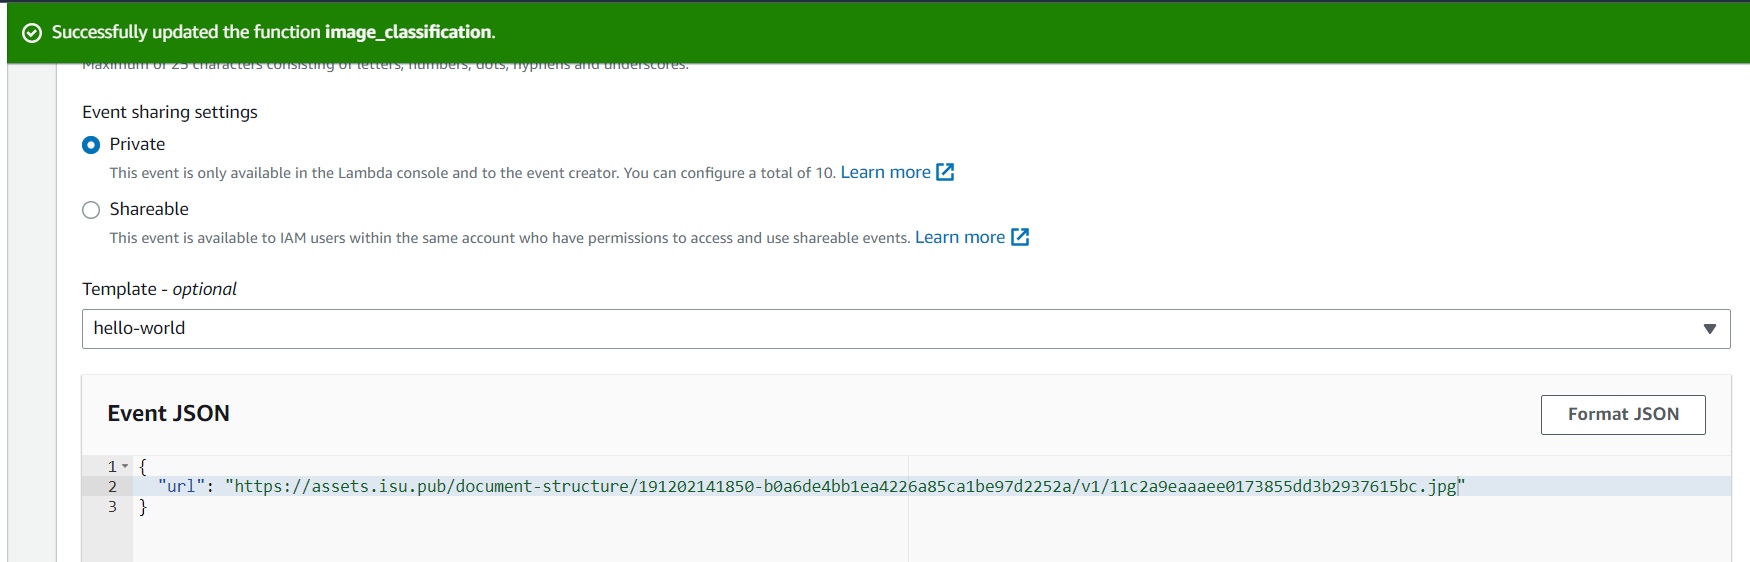 Successfully updated the function image_classification.
Maximum of 25 characters consisting of letters, numbers, dots, hyphens and underscores.
Event sharing settings
Private
This event is only available in the Lambda console and to the event creator. You can configure a total of 10. Learn more
Shareable
This event is available to IAM users within the same account who have permissions to access and use shareable events. Learn more
Template - optional
hello-world
Event JSON
Format JSON
1 {
2 "url": "https://assets.isu.pub/document-structure/191202141850-b0a6de4bb1ea4226a85ca1be97d2252a/v1/11c2a9eaaaee0173855dd3b2937615bc.jpg"
3 }